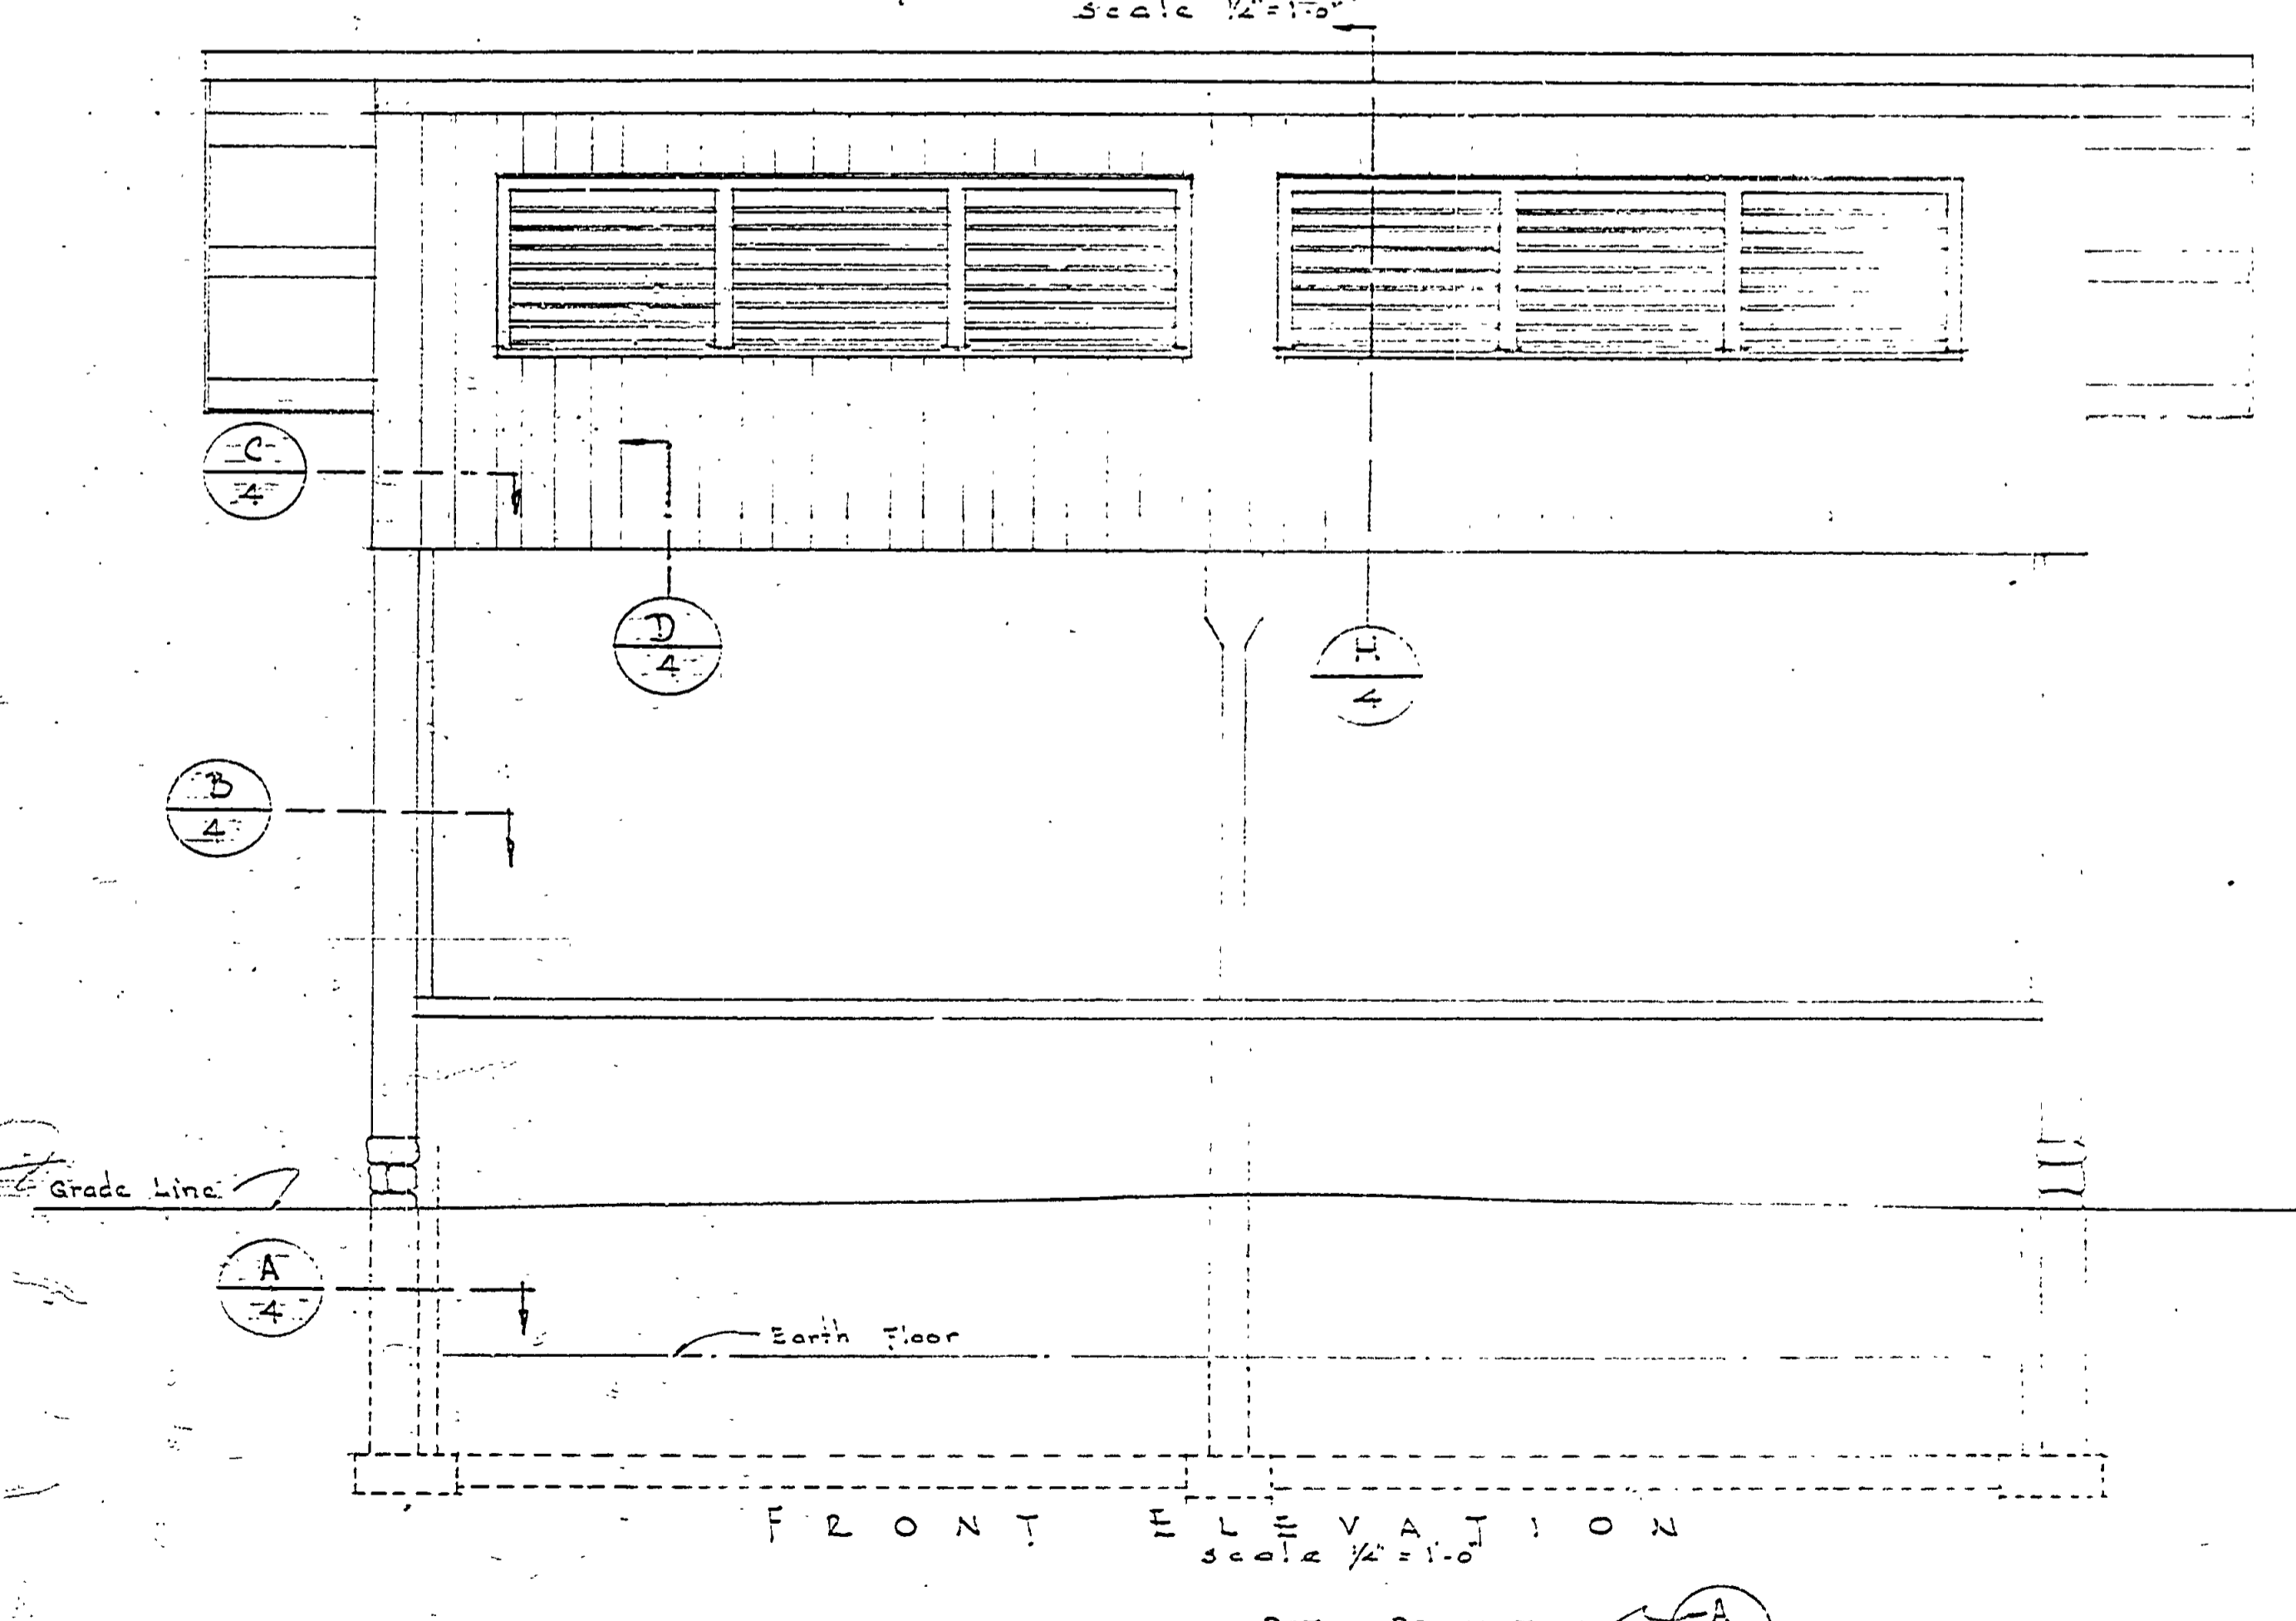 scale 1/4" = 1'-0"
C
4
D
4
H
4
B
4
Grade Line
A
4
Earth Floor
FRONT ELEVATION
scale 1/4" = 1'-0"
A